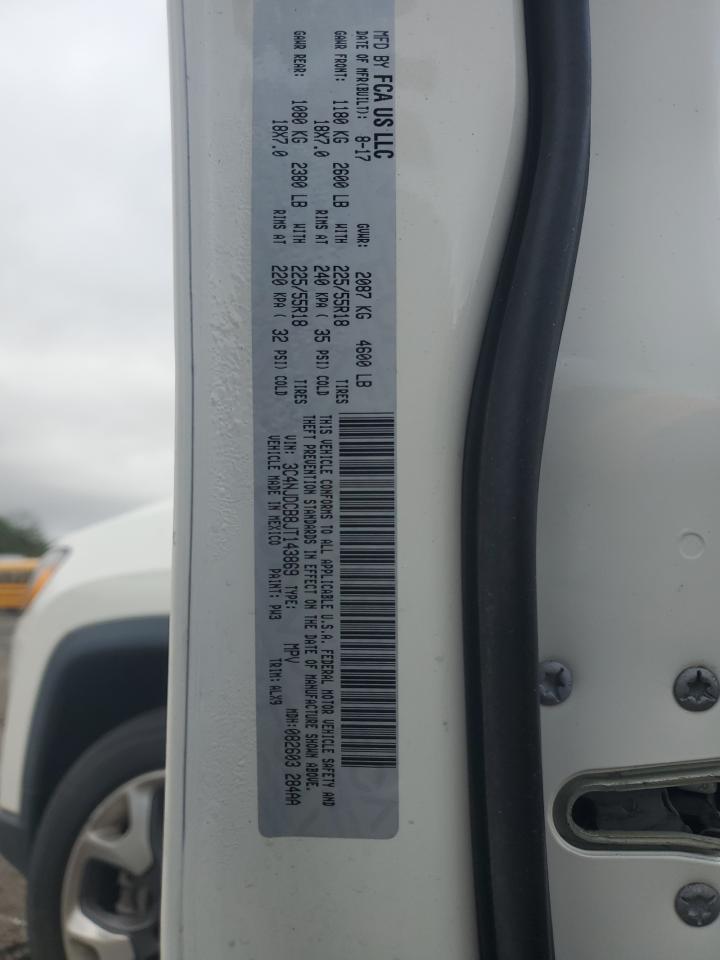 MFD BY FCA US LLC
DATE OF MFR(BUILT): 8-17 GVWR: 2087 KG 4600 LB
GAWR FRONT: 1180 KG 2600 LB WITH 225/55R18 TIRES
18X7.0 RIMS AT 240 KPA ( 35 PSI) COLD
GAWR REAR: 1080 KG 2380 LB WITH 225/55R18 TIRES
18X7.0 RIMS AT 220 KPA ( 32 PSI) COLD
THIS VEHICLE CONFORMS TO ALL APPLICABLE U.S.A. FEDERAL MOTOR VEHICLE SAFETY AND
THEFT PREVENTION STANDARDS IN EFFECT ON THE DATE OF MANUFACTURE SHOWN ABOVE.
VIN: 3C4NJDCB8JT143869 TYPE: MPV MDH:082603 284AA
VEHICLE MADE IN MEXICO PAINT: PW3 TRIM: ALX9